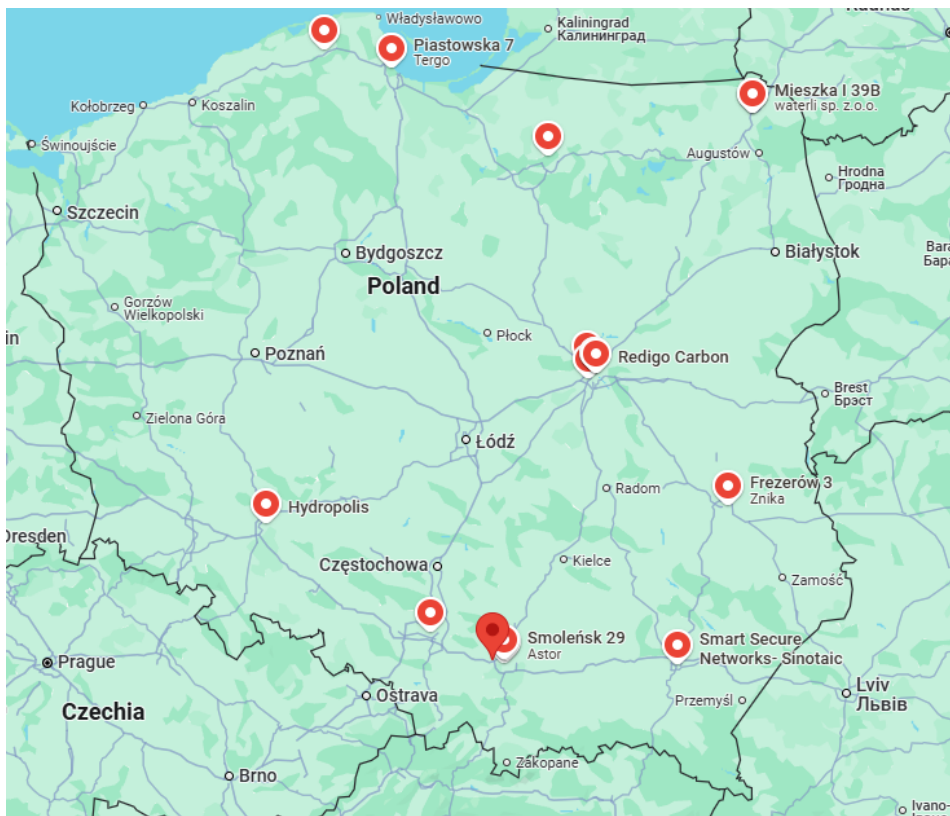 Władysławowo
Kaliningrad
Калининград
Piastowska 7
Tergo
Mieszka I 39B
waterli sp. z.o.o.
Kołobrzeg
Koszalin
Świnoujście
Augustów
Hrodna
Гродна
Szczecin
Bydgoszcz
Białystok
Poland
Gorzów
Wielkopolski
Płock
Poznań
Redigo Carbon
Brest
Брэст
Zielona Góra
Łódź
Radom
Frezerów 3
Znika
Hydropolis
Dresden
Częstochowa
Kielce
Zamość
Smoleńsk 29
Astor
Smart Secure
Networks- Sinotaic
Prague
Ostrava
Przemyśl
Lviv
Львів
Czechia
Zakopane
Brno
Ivano-